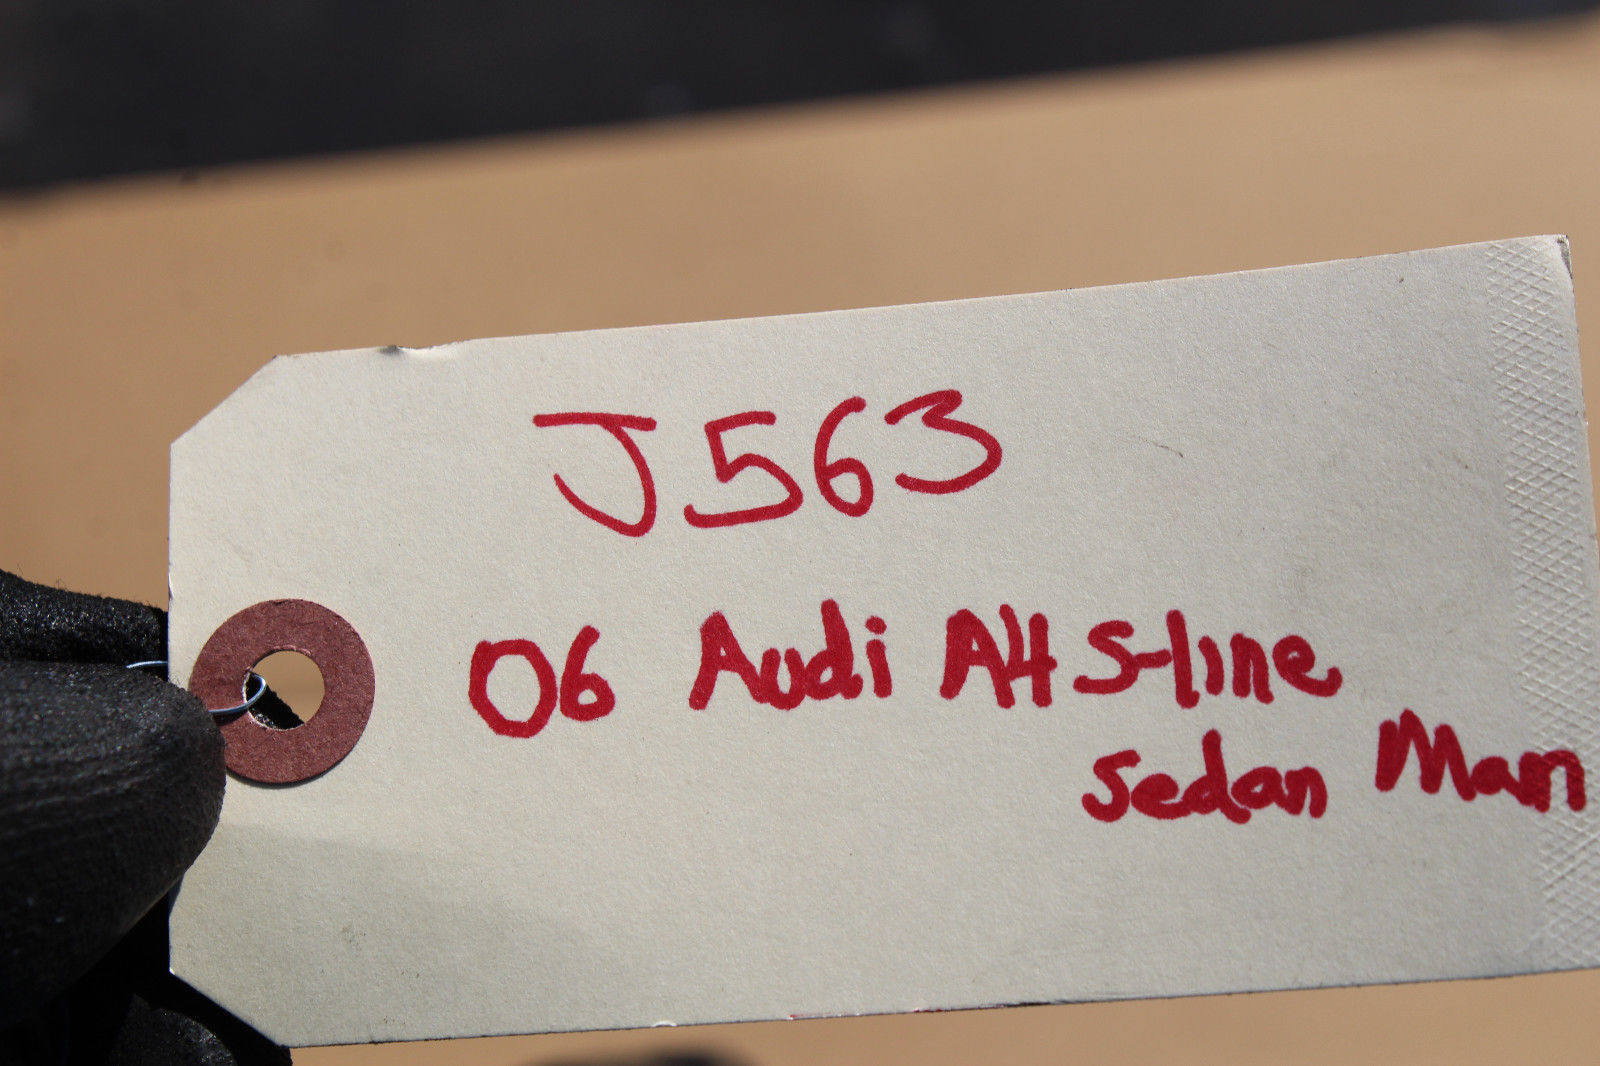 J563
06 Audi A4 S-line
Sedan Man